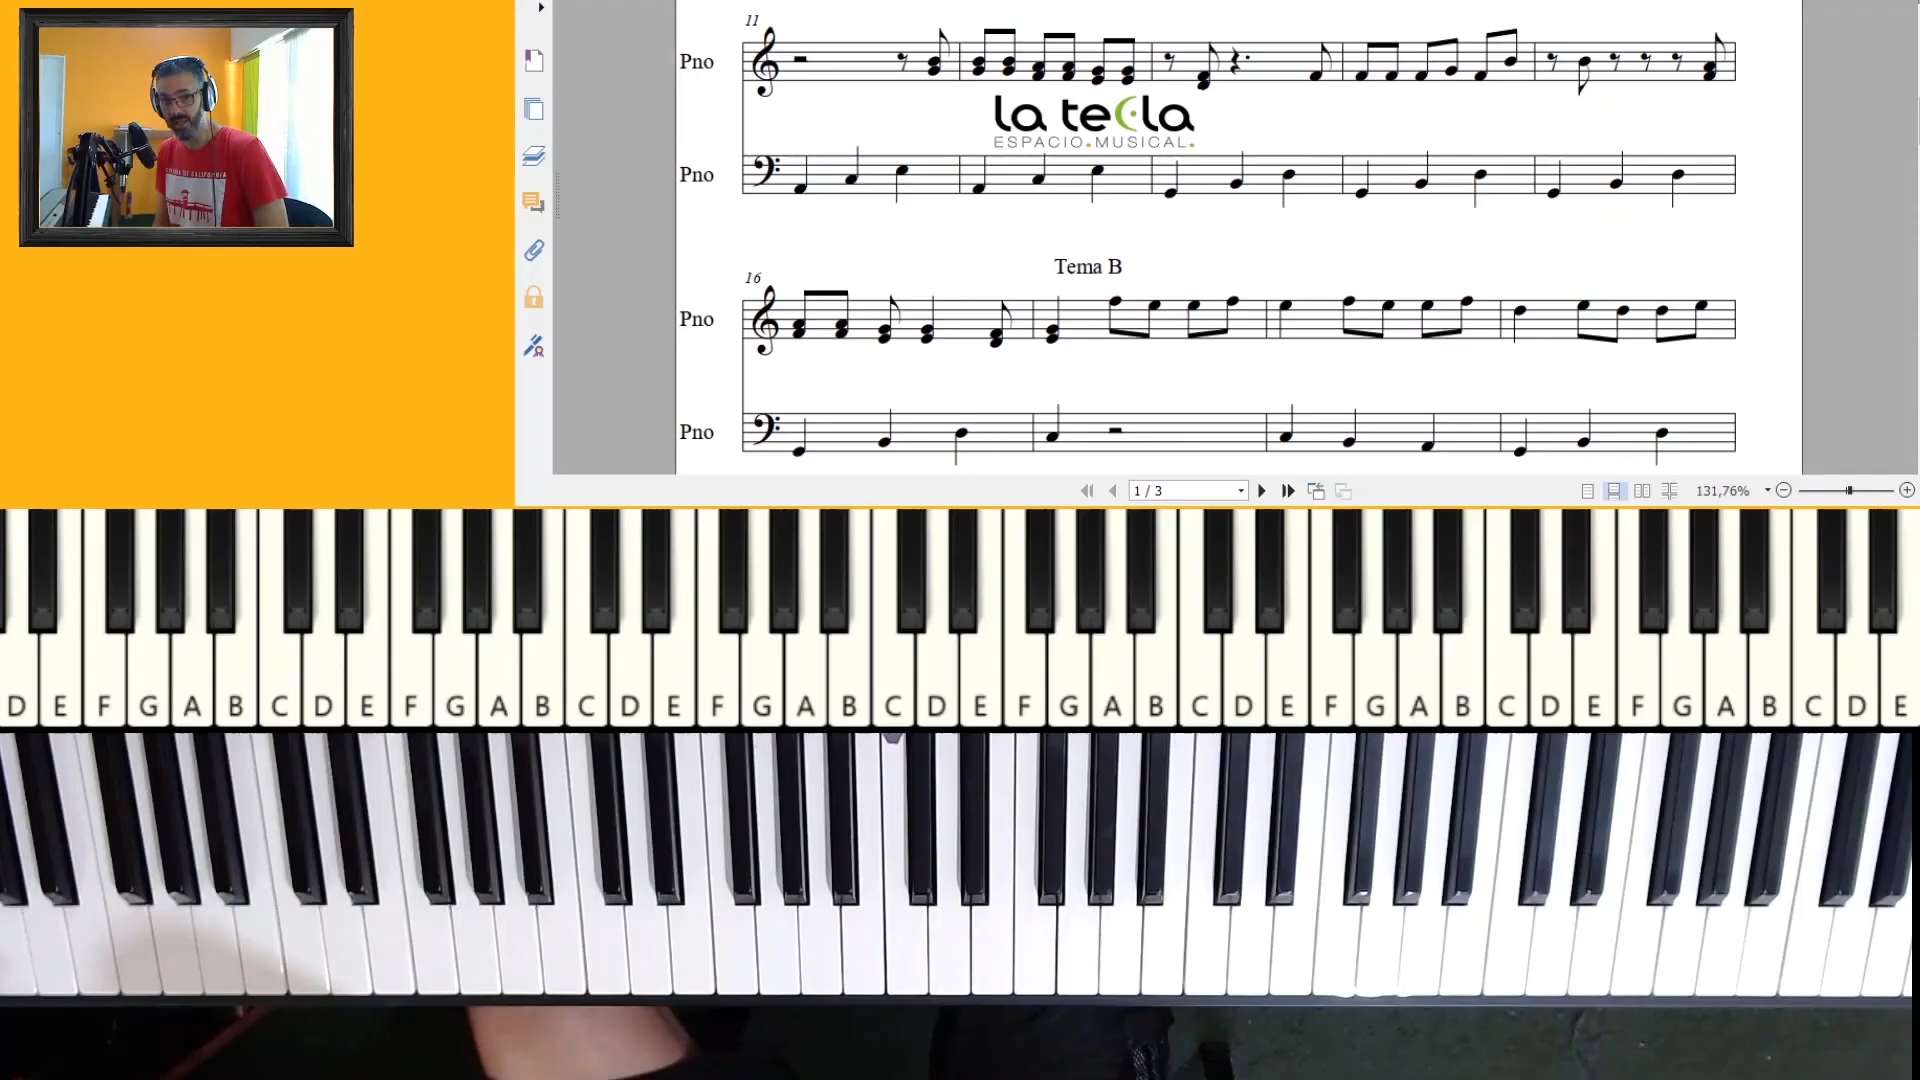 11
Pno
la tecla
ESPACIO.MUSICAL.
Pno
Tema B
16
Pno
Pno
1 / 3
131,76%
D E F G A B C D E F G A B C D E F G A B C D E F G A B C D E F G A B C D E F G A B C D E